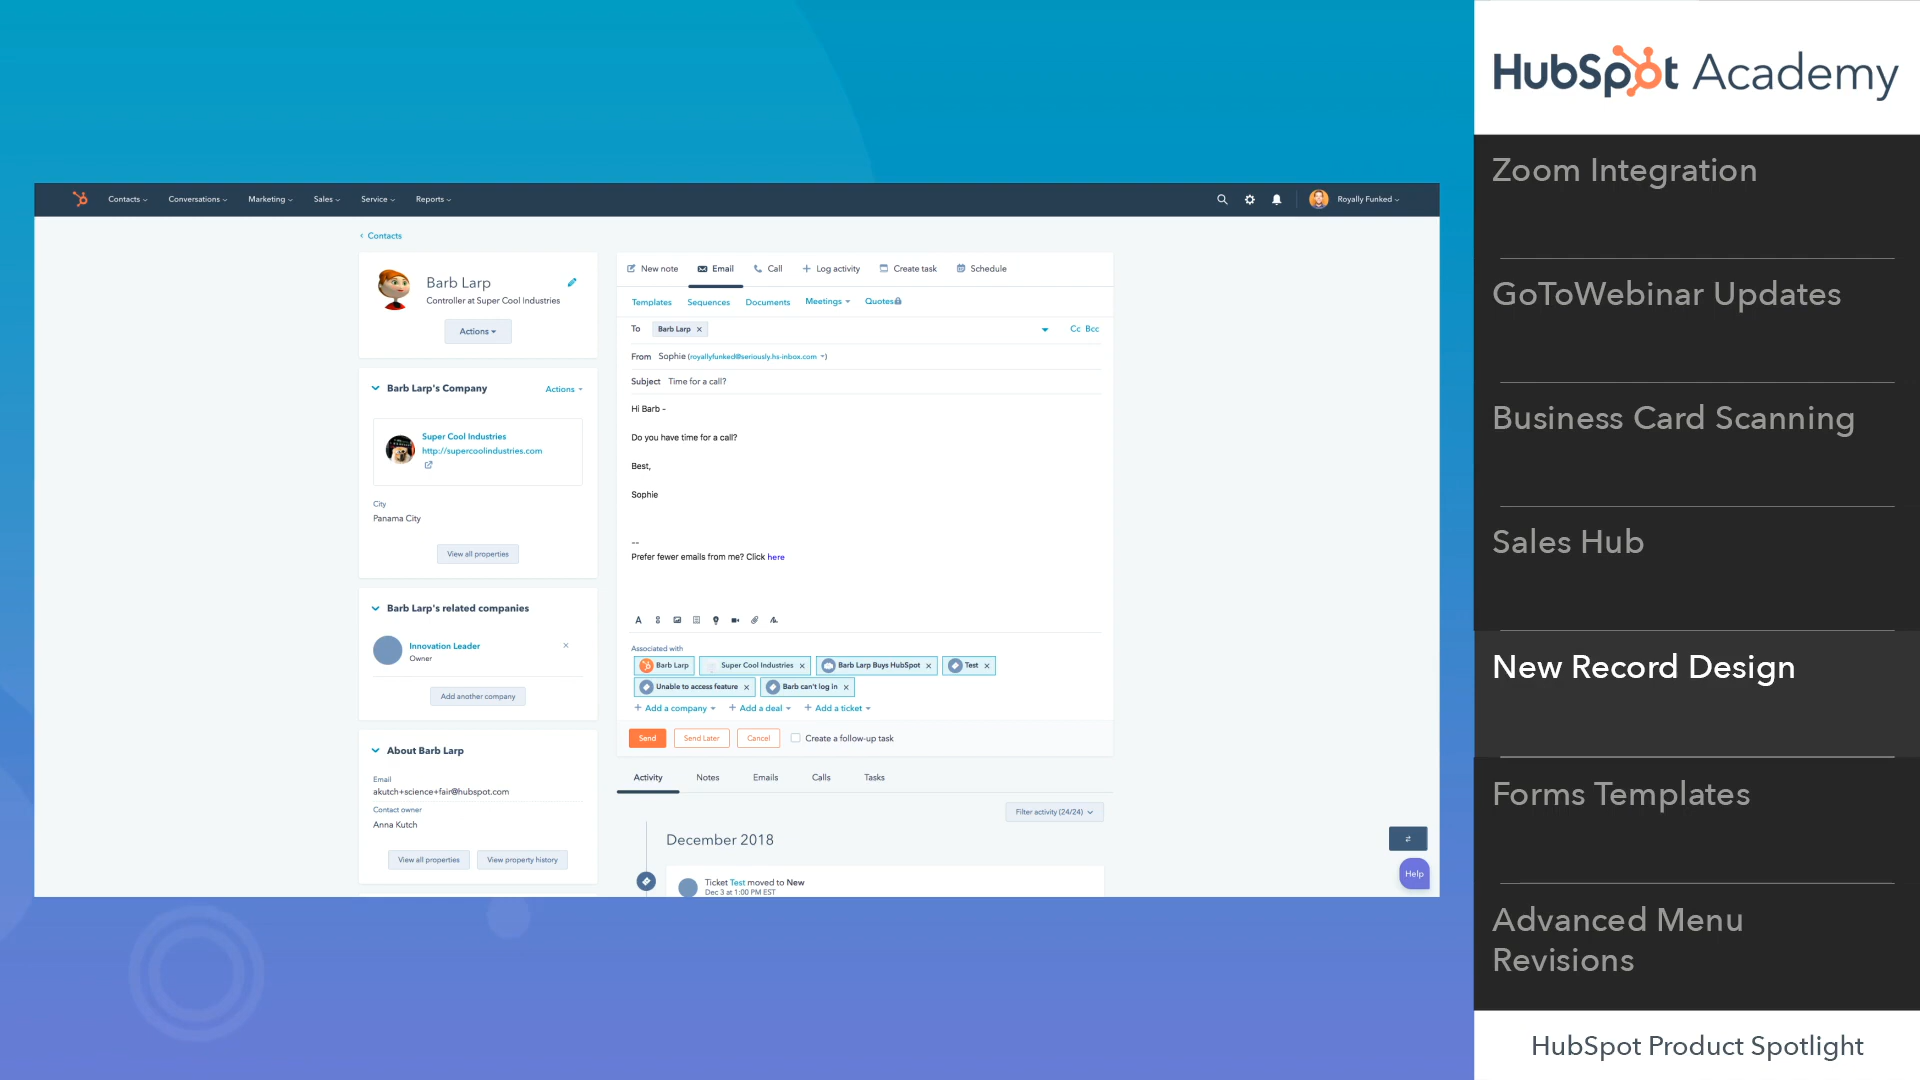 HubSpot Academy
Zoom Integration
GoToWebinar Updates
Business Card Scanning
Sales Hub
New Record Design
Forms Templates
Advanced Menu
Revisions
HubSpot Product Spotlight
Contacts Conversations Marketing Sales Service Reports
Royally Funked
Contacts
Barb Larp
Controller at Super Cool Industries
Actions
Barb Larp's Company Actions
Super Cool Industries
http://supercoolindustries.com
City
Panama City
View all properties
Barb Larp's related companies
Innovation Leader
Owner
Add another company
About Barb Larp
Email
akutch+science+fair@hubspot.com
Contact owner
Anna Kutch
View all properties View property history
New note Email Call + Log activity Create task Schedule
Templates Sequences Documents Meetings Quotes
To Barb Larp × Cc Bcc
From Sophie (royallyfunked@seriously.hs-inbox.com)
Subject Time for a call?
Hi Barb -
Do you have time for a call?
Best,
Sophie
--
Prefer fewer emails from me? Click here
Associated with
Barb Larp Super Cool Industries × Barb Larp Buys HubSpot × Test ×
Unable to access feature × Barb can't log in ×
+ Add a company + Add a deal + Add a ticket
Send Send Later Cancel Create a follow-up task
Activity Notes Emails Calls Tasks
Filter activity (24/24)
December 2018
Ticket Test moved to New
Dec 3 at 1:00 PM EST
Help